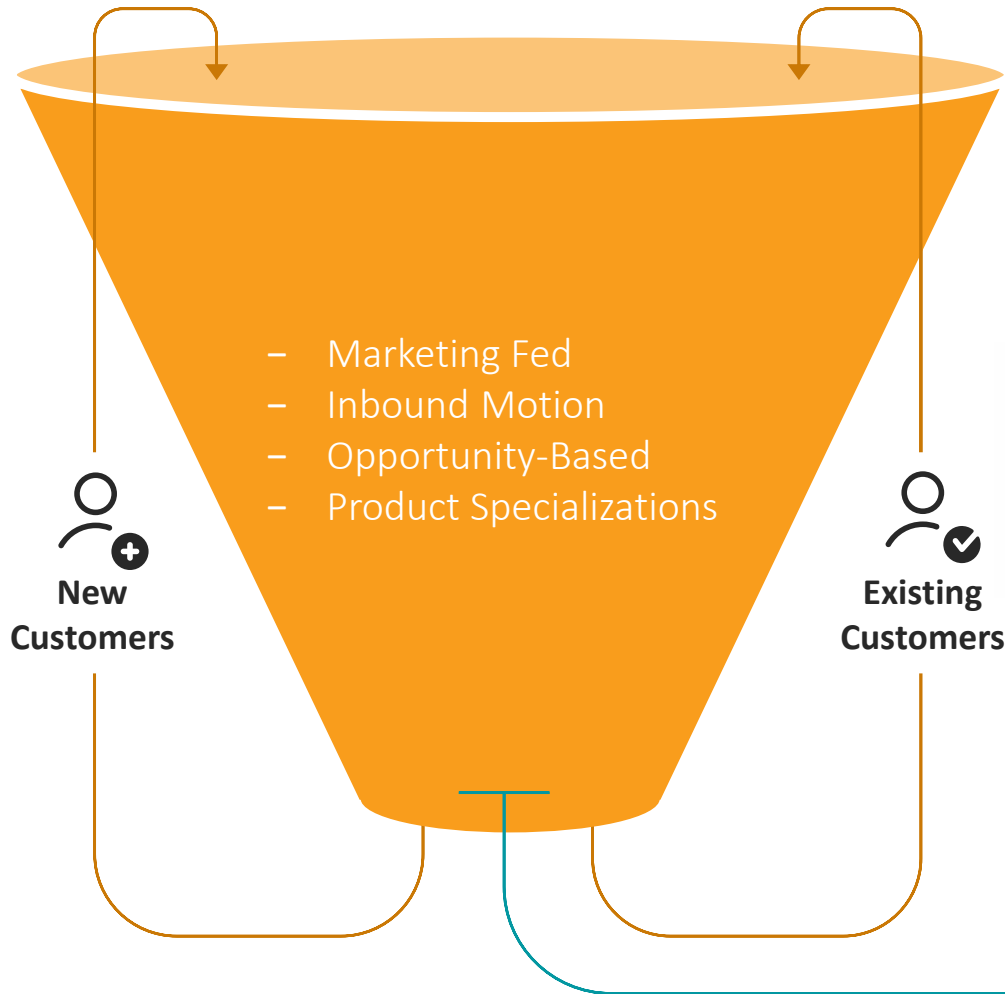 – Marketing Fed
– Inbound Motion
– Opportunity-Based
– Product Specializations
New
Customers
Existing
Customers